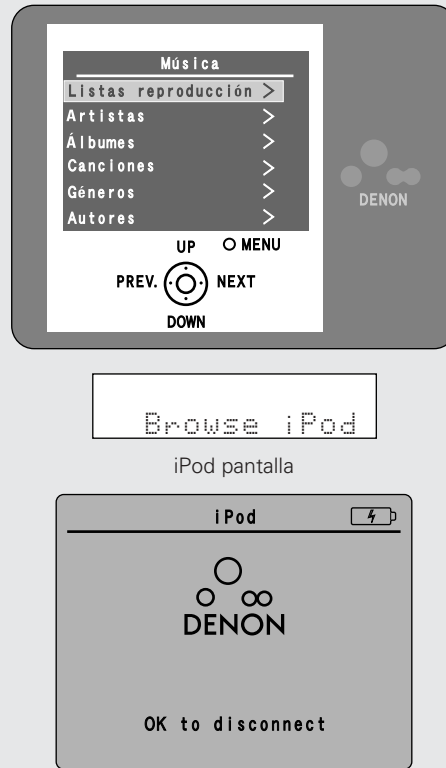 Música
Listas reproducción >
Artistas >
Álbumes >
Canciones >
Géneros >
Autores >
DENON
UP O MENU
PREV. NEXT
DOWN
Browse iPod
iPod pantalla
iPod
DENON
OK to disconnect